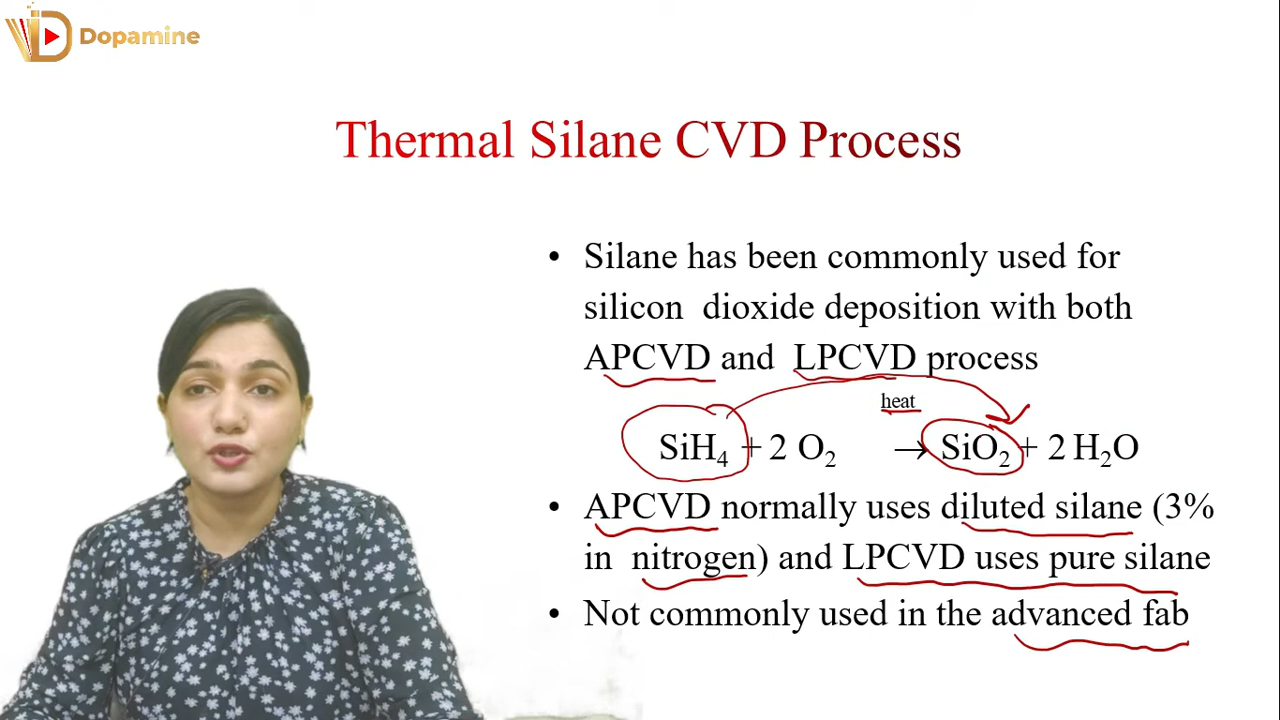 Dopamine
Thermal Silane CVD Process
• Silane has been commonly used for
silicon dioxide deposition with both
APCVD and LPCVD process
heat
SiH₄ + 2 O₂ → SiO₂ + 2 H₂O
• APCVD normally uses diluted silane (3%
in nitrogen) and LPCVD uses pure silane
• Not commonly used in the advanced fab